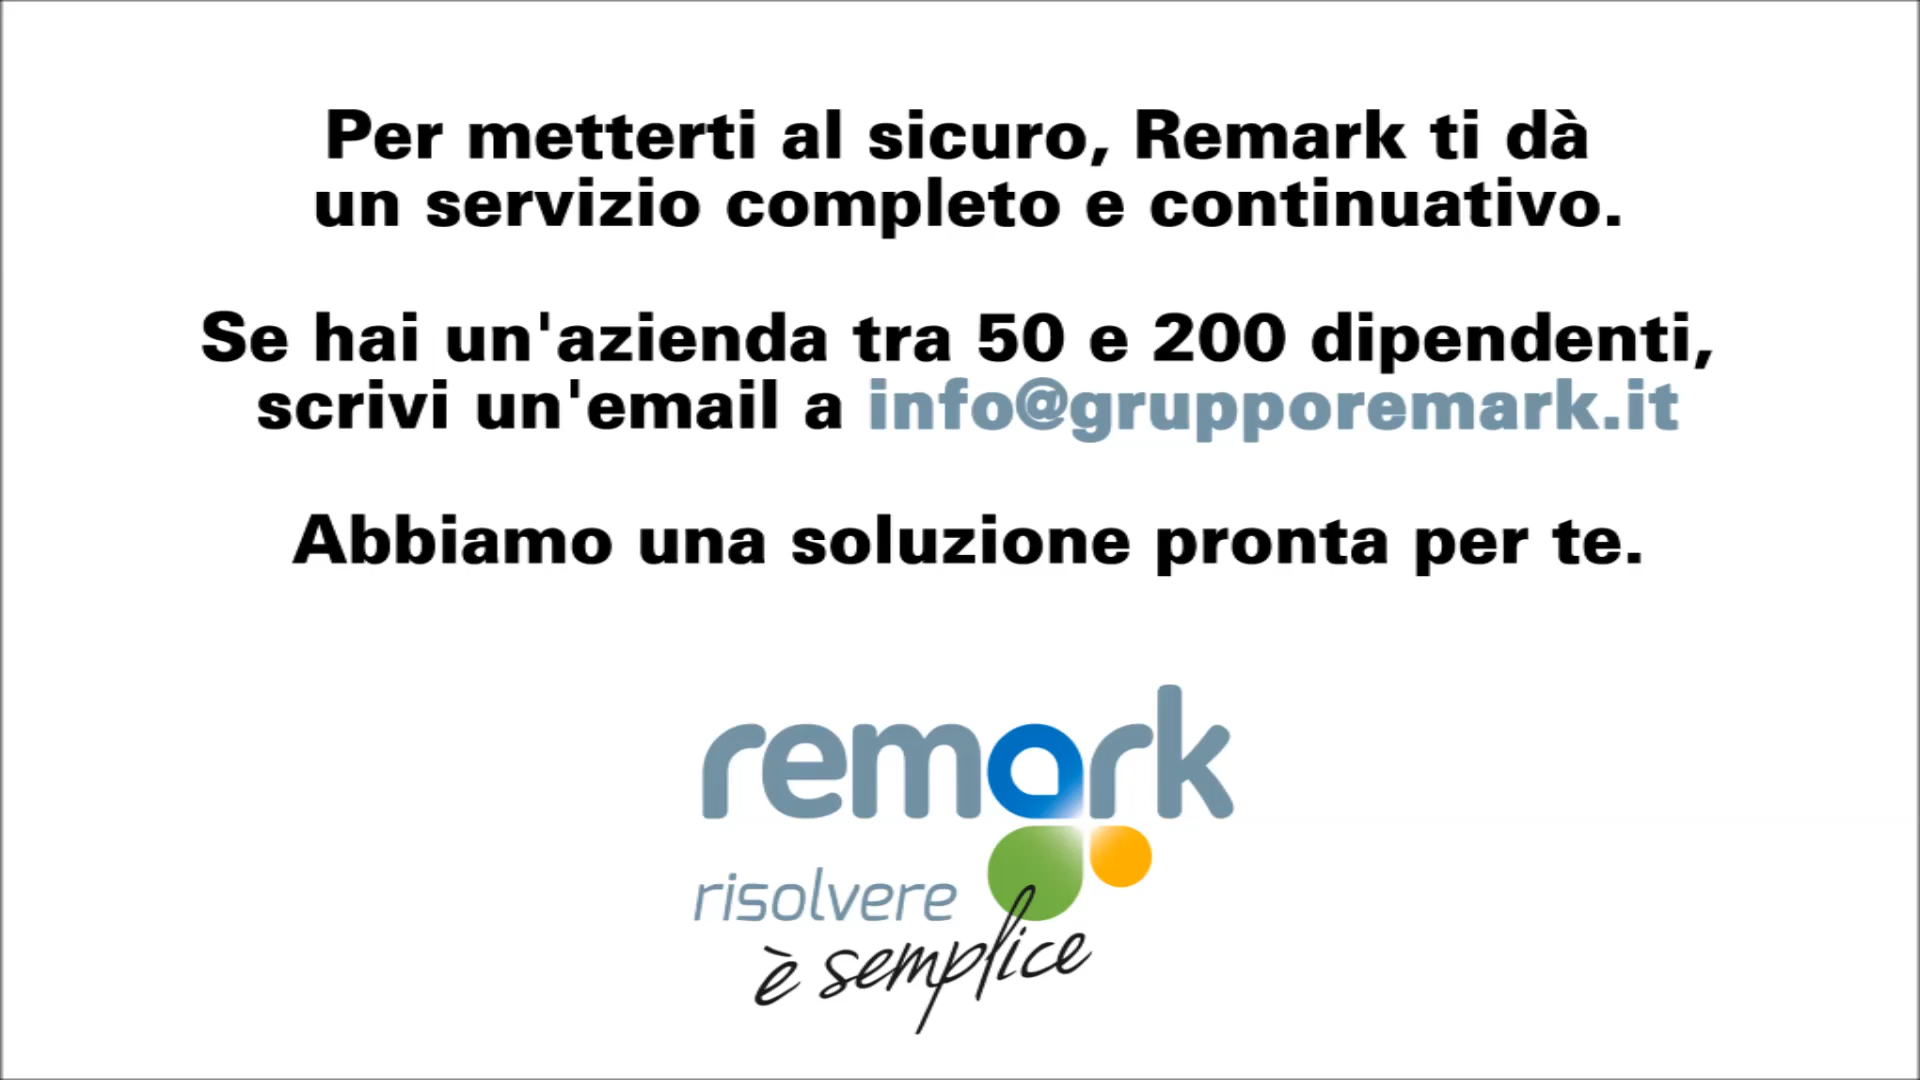 Per metterti al sicuro, Remark ti dà
un servizio completo e continuativo.
Se hai un'azienda tra 50 e 200 dipendenti,
scrivi un'email a info@grupporemark.it
Abbiamo una soluzione pronta per te.
remark
risolvere
è semplice